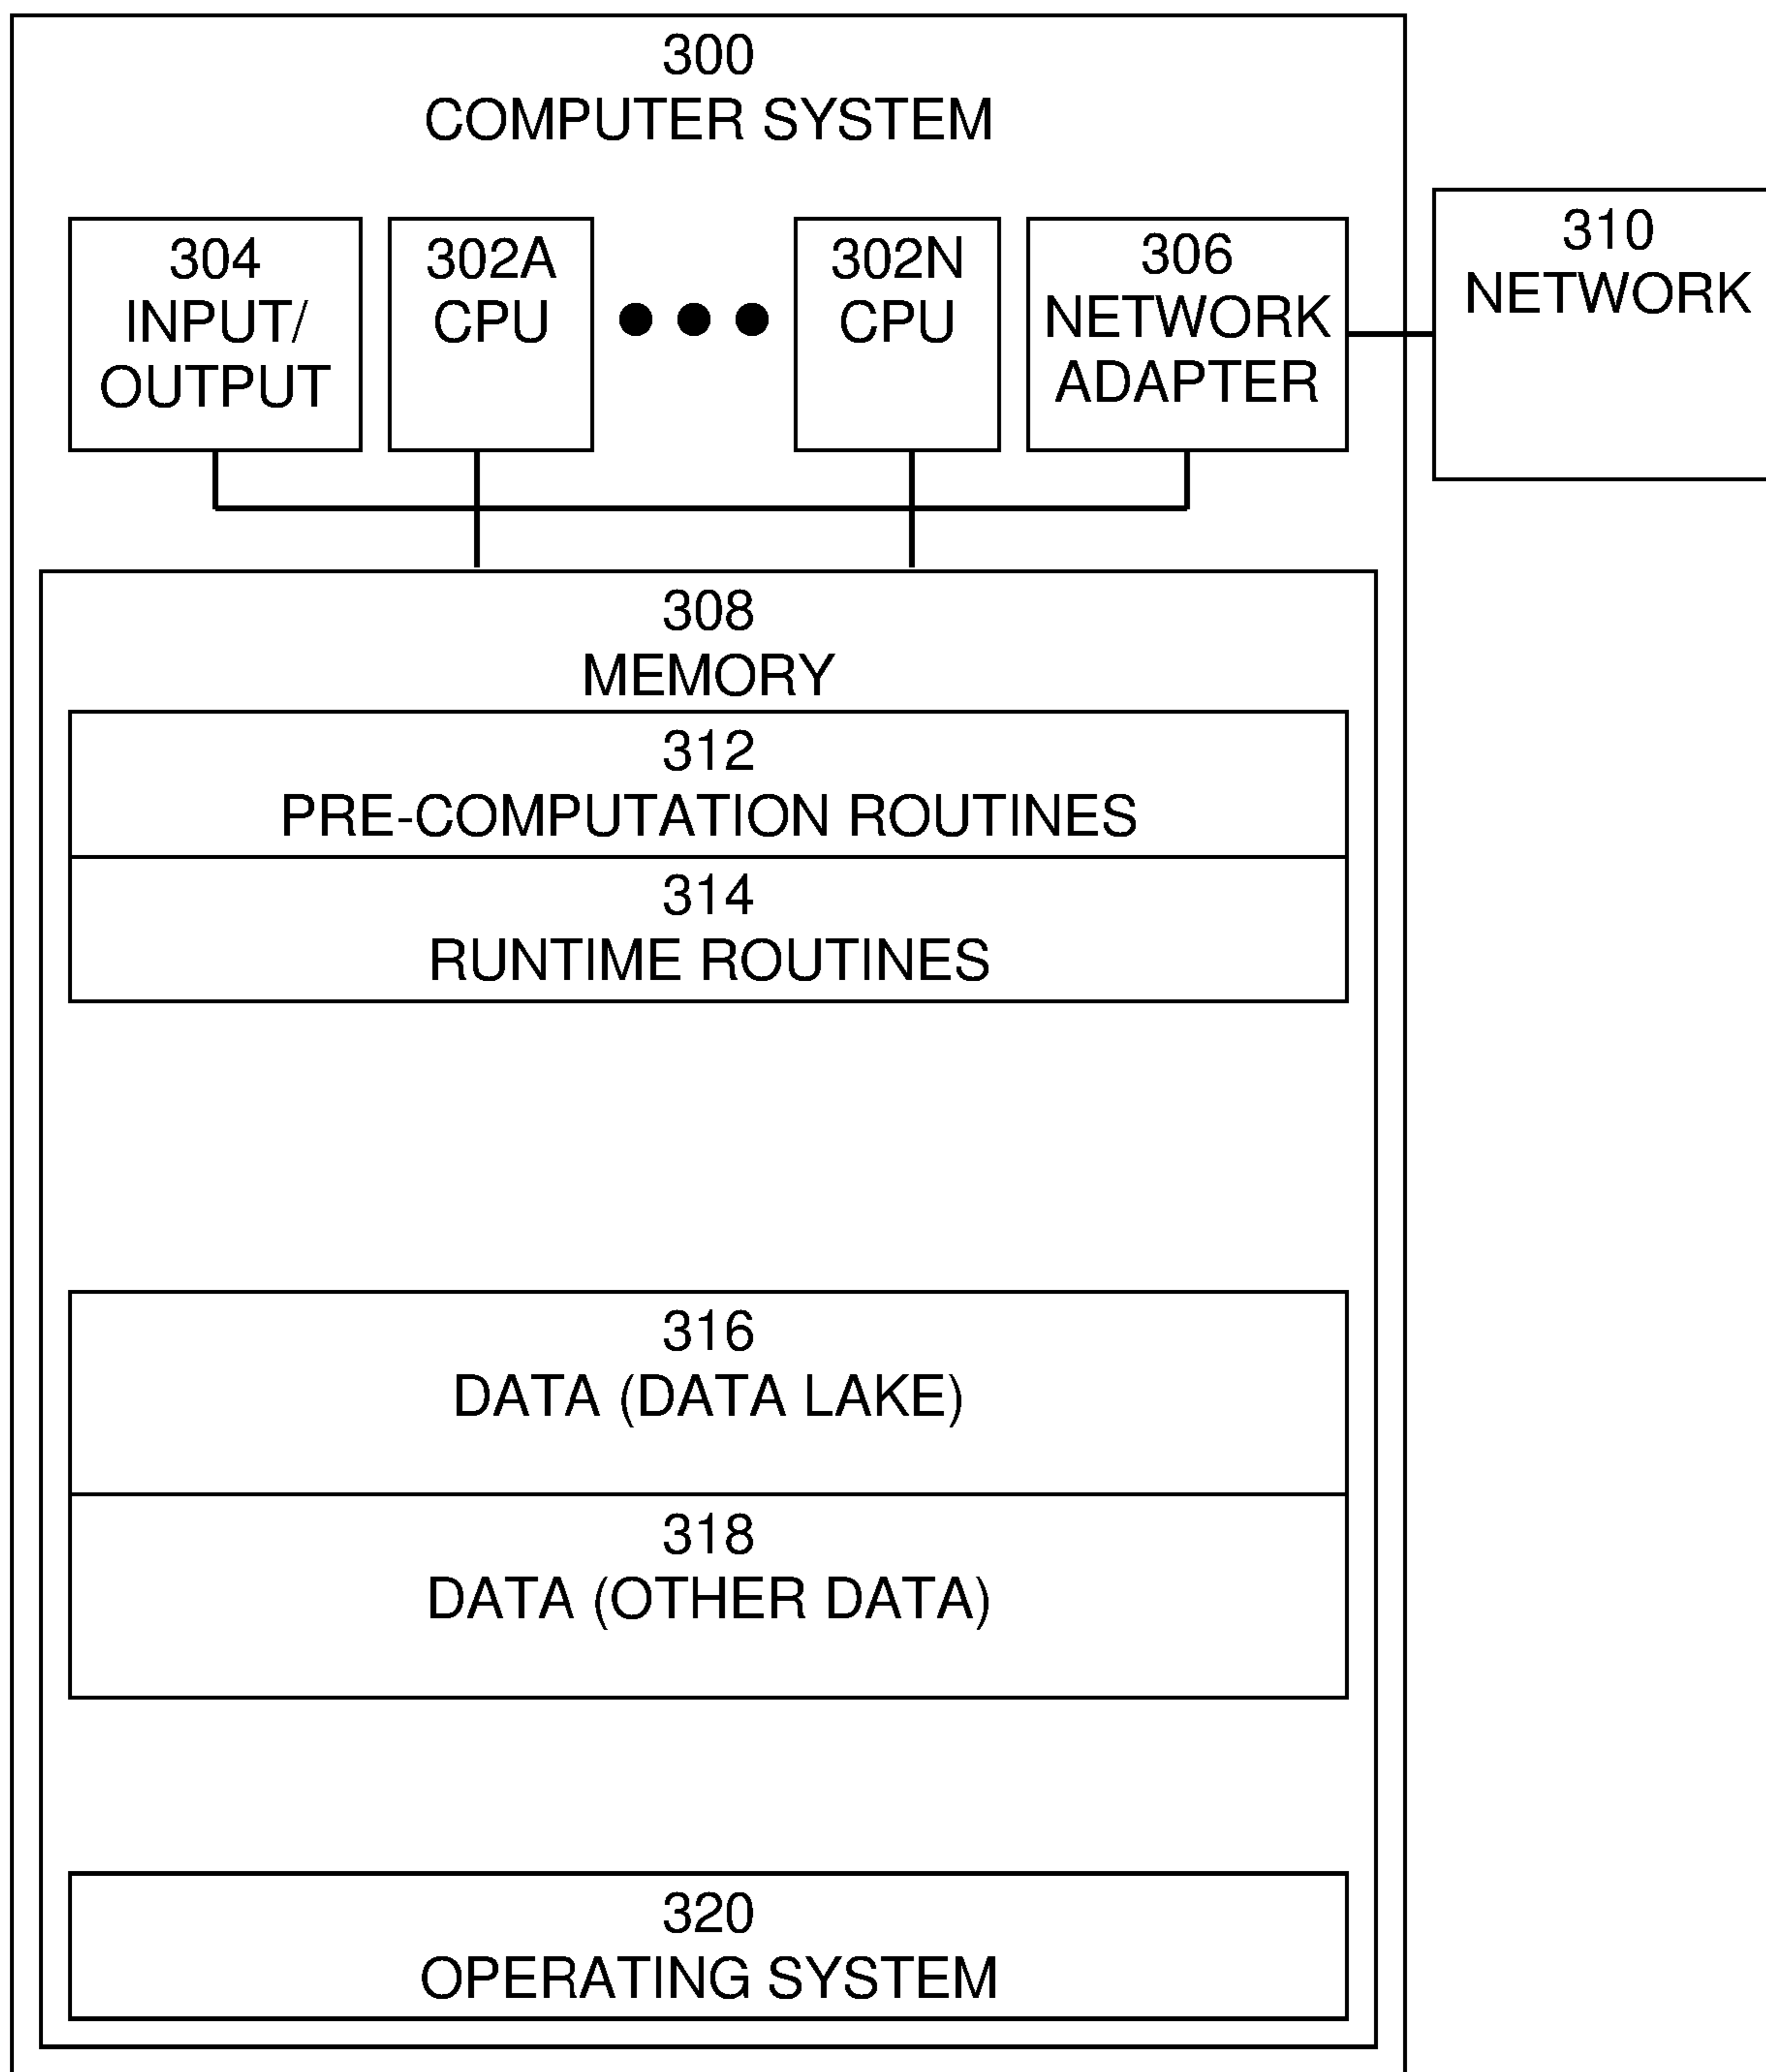 300
COMPUTER SYSTEM
304
INPUT/
OUTPUT
302A
CPU
302N
CPU
306
NETWORK
ADAPTER
310
NETWORK
308
MEMORY
312
PRE-COMPUTATION ROUTINES
314
RUNTIME ROUTINES
316
DATA (DATA LAKE)
318
DATA (OTHER DATA)
320
OPERATING SYSTEM